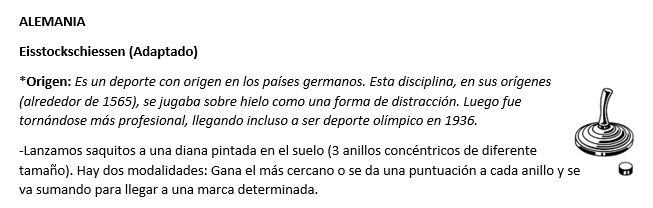 ALEMANIA
Eisstockschiessen (Adaptado)
*Origen: Es un deporte con origen en los países germanos. Esta disciplina, en sus orígenes
(alrededor de 1565), se jugaba sobre hielo como una forma de distracción. Luego fue
tornándose más profesional, llegando incluso a ser deporte olímpico en 1936.
-Lanzamos saquitos a una diana pintada en el suelo (3 anillos concéntricos de diferente
tamaño). Hay dos modalidades: Gana el más cercano o se da una puntuación a cada anillo y se
va sumando para llegar a una marca determinada.